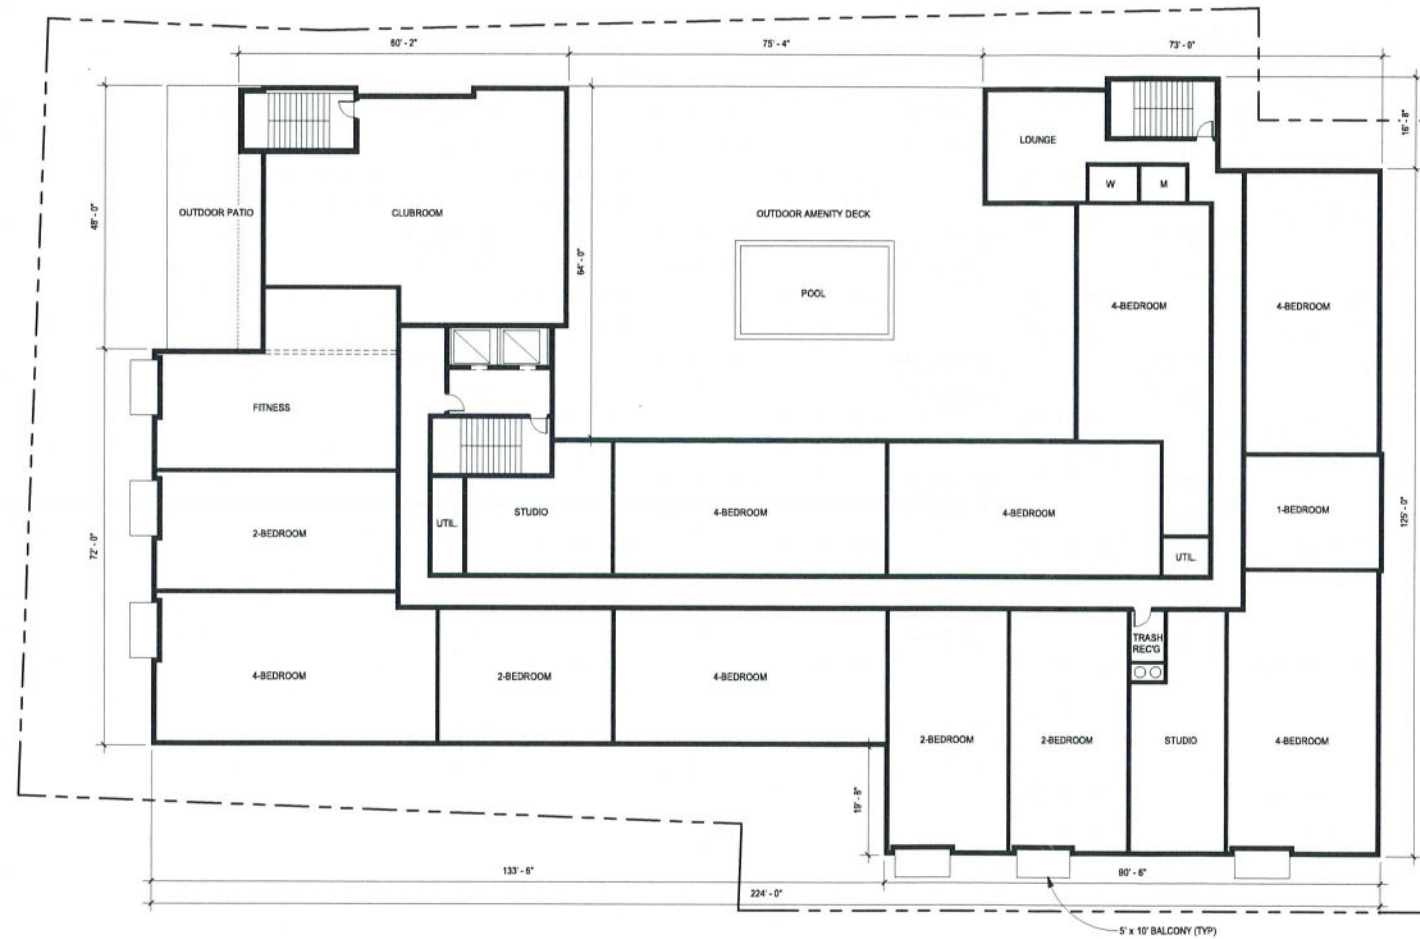 60' - 2"
75' - 4"
73' - 0"
16' - 8"
LOUNGE
W
M
OUTDOOR PATIO
CLUBROOM
OUTDOOR AMENITY DECK
48' - 0"
64' - 0"
POOL
4-BEDROOM
4-BEDROOM
FITNESS
2-BEDROOM
UTIL.
STUDIO
4-BEDROOM
4-BEDROOM
1-BEDROOM
125' - 0"
72' - 0"
UTIL.
TRASH
REC'G
4-BEDROOM
2-BEDROOM
4-BEDROOM
2-BEDROOM
2-BEDROOM
STUDIO
4-BEDROOM
19' - 8"
133' - 6"
90' - 6"
224' - 0"
5' x 10' BALCONY (TYP)